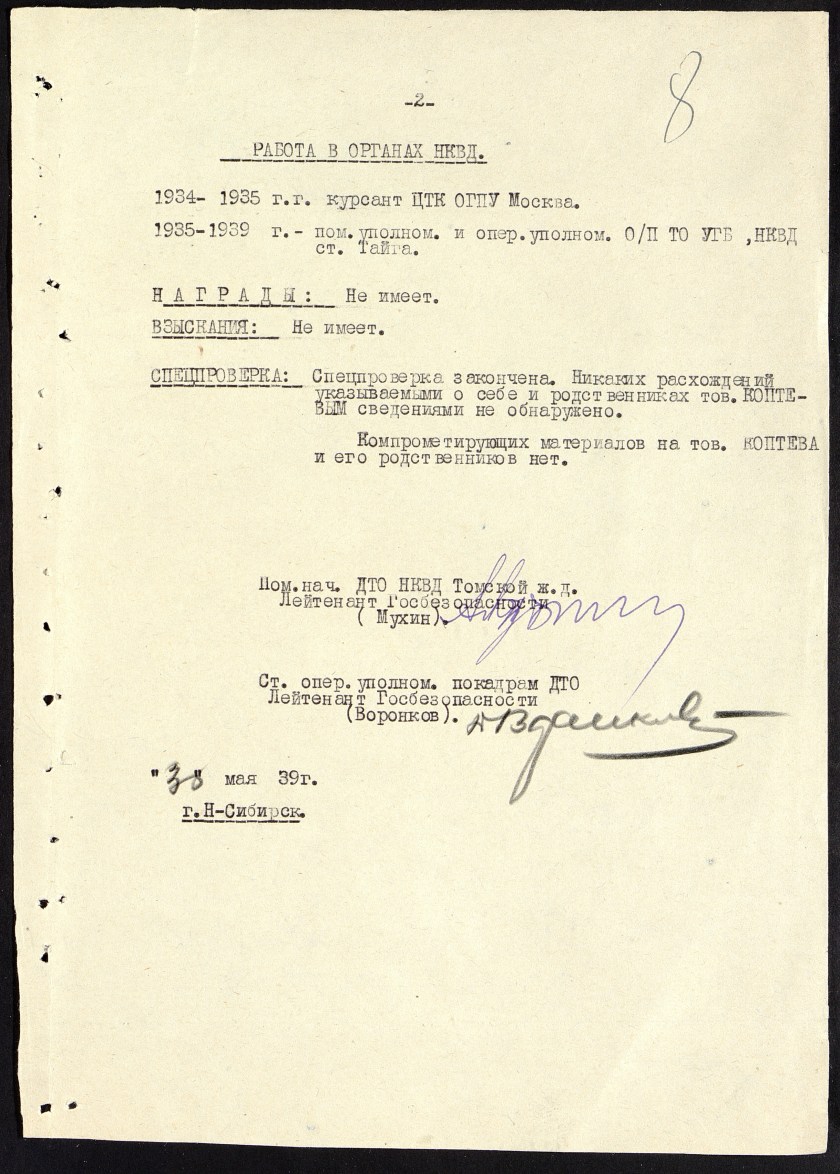 8
-2-
РАБОТА В ОРГАНАХ НКВД.
1934- 1935 г.г. курсант ЦТК ОГПУ Москва.
1935-1939 г.- пом.уполном. и опер.уполном. О/П ТО УГБ ,НКВД
ст. Тайга.
Н А Г Р А Д Ы : Не имеет.
ВЗЫСКАНИЯ: Не имеет.
СПЕЦПРОВЕРКА: Спецпроверка закончена. Никаких расхождений
указываемыми о себе и родственниках тов. КОПТЕ-
ВЫМ сведениями не обнаружено.
Компрометирующих материалов на тов. КОПТЕВА
и его родственников нет.
Пом.нач. ДТО НКВД Томской ж.д.
Лейтенант Госбезопасности
( Мухин).
Ст. опер.уполном. покадрам ДТО
Лейтенант Госбезопасности
(Воронков).
"30" мая 39г.
г.Н-Сибирск.